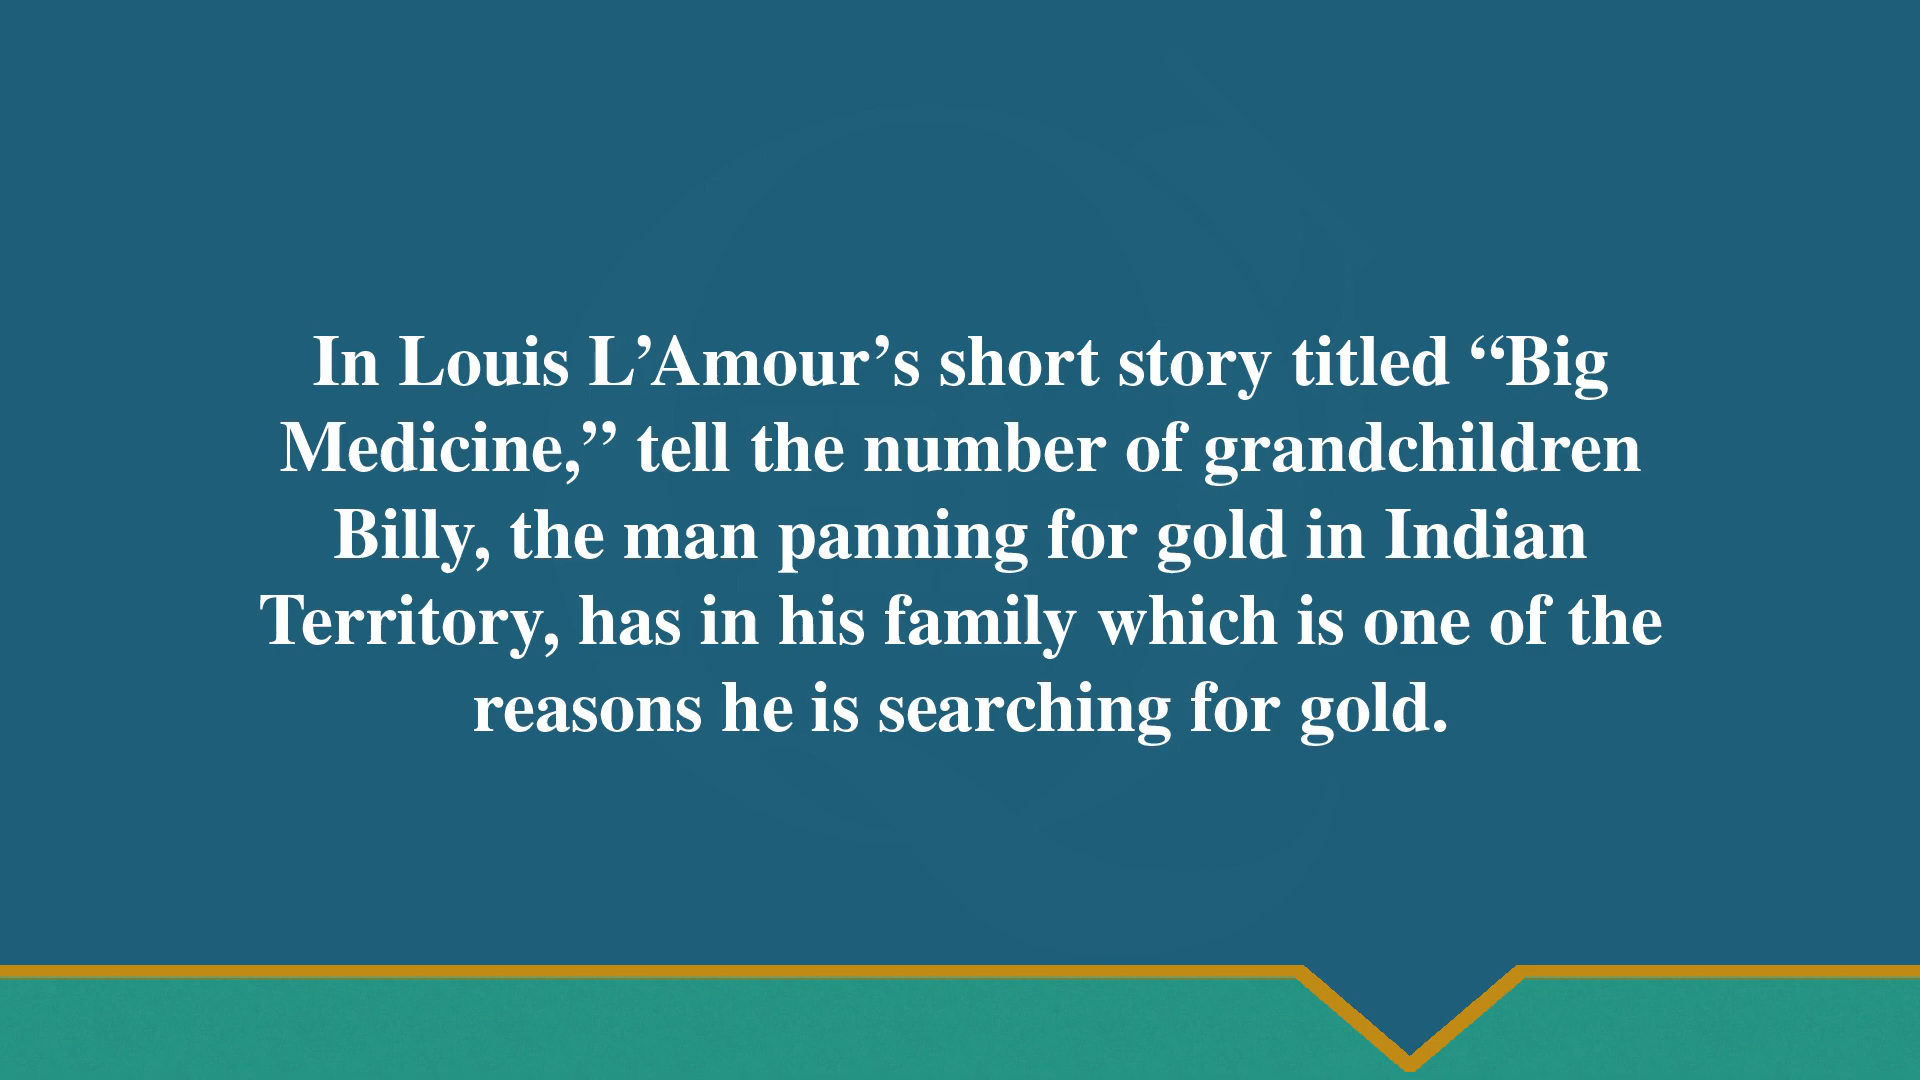 In Louis L’Amour’s short story titled “Big
Medicine,” tell the number of grandchildren
Billy, the man panning for gold in Indian
Territory, has in his family which is one of the
reasons he is searching for gold.